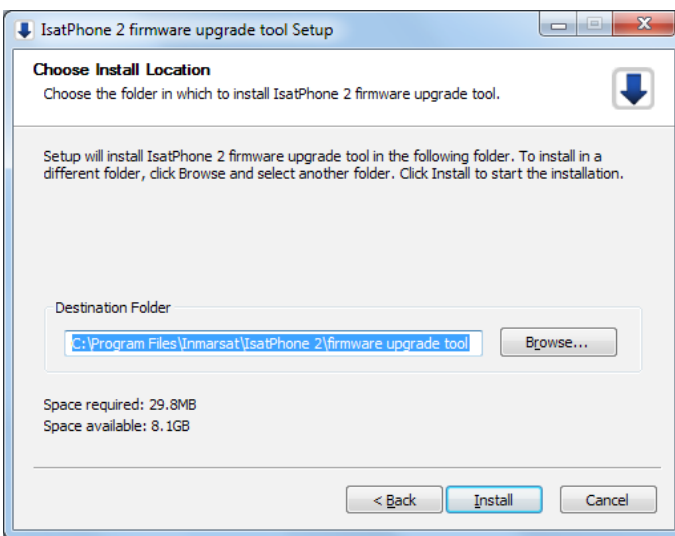 IsatPhone 2 firmware upgrade tool Setup
Choose Install Location
Choose the folder in which to install IsatPhone 2 firmware upgrade tool.
Setup will install IsatPhone 2 firmware upgrade tool in the following folder. To install in a
different folder, click Browse and select another folder. Click Install to start the installation.
Destination Folder
C:\Program Files\Inmarsat\IsatPhone 2\firmware upgrade tool
Browse...
Space required: 29.8MB
Space available: 8.1GB
< Back
Install
Cancel